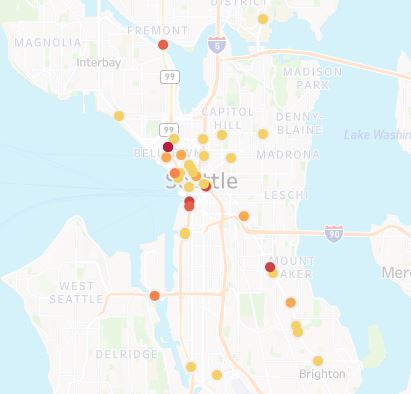 DISTRICT
FREMONT
MAGNOLIA
5
Interbay
99
MADISON
PARK
CAPITOL
HILL
DENNY-
BLAINE
99
Lake Washin
MADRONA
Seattle
LESCHI
90
MOUNT
BAKER
Merc
WEST
SEATTLE
DELRIDGE
Brighton